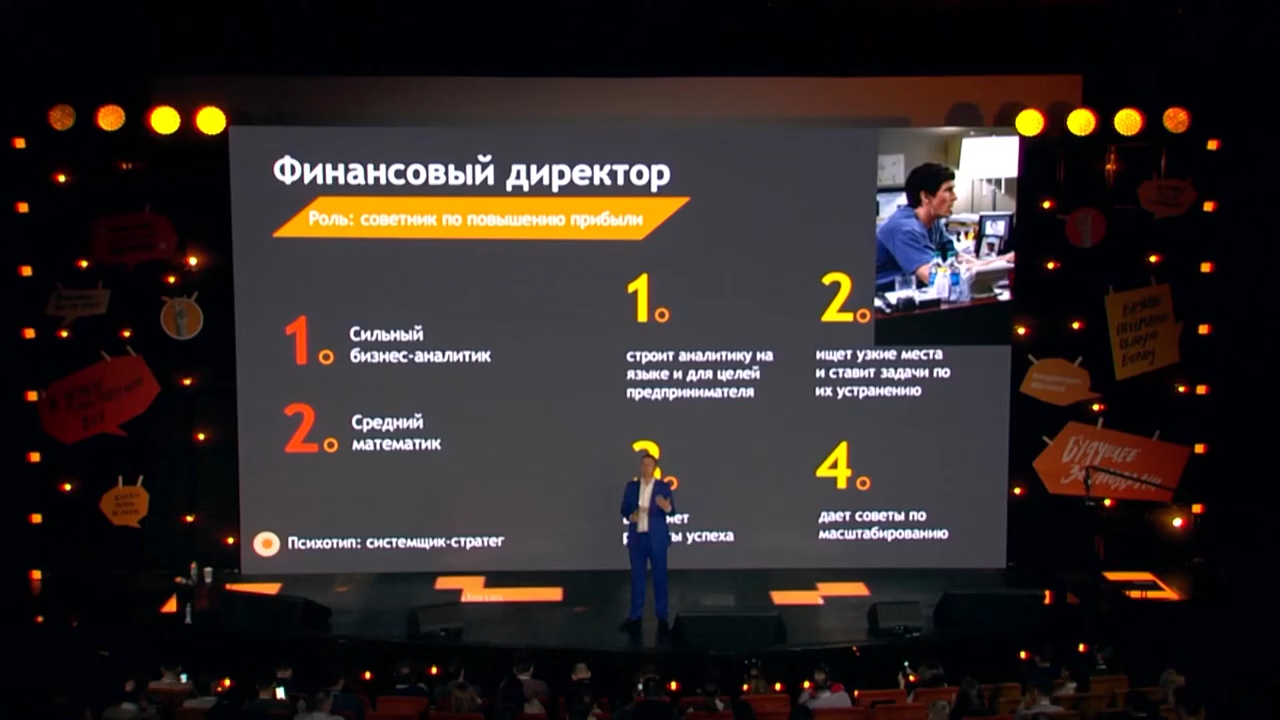 Финансовый директор
Роль: советник по повышению прибыли
1.
Сильный
бизнес-аналитик
2.
Средний
математик
Психотип: системщик-стратег
1.
строит аналитику на
языке и для целей
предпринимателя
2.
ищет узкие места
и ставит задачи по
их устранению
3.
успеха
4.
дает советы по
масштабированию
БУДУЩЕЕ